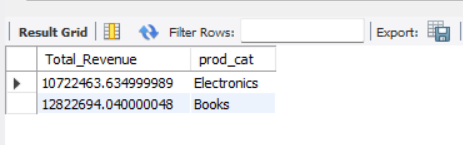 Result Grid Filter Rows: Export:
Total_Revenue prod_cat
10722463.634999989 Electronics
12822694.040000048 Books